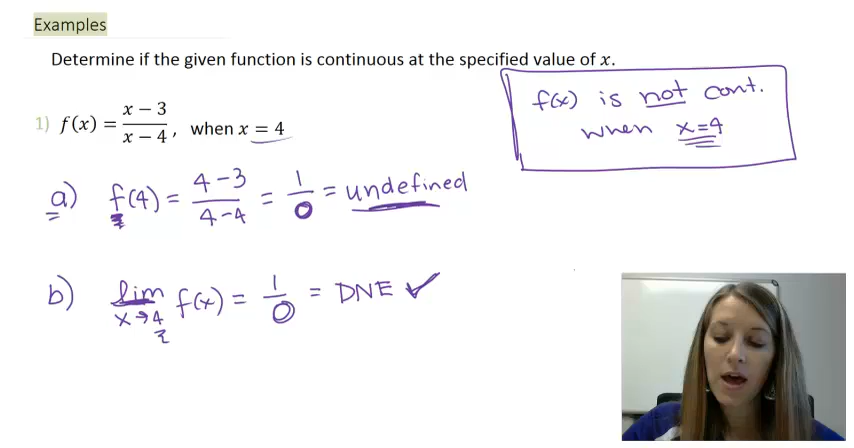 Examples
Determine if the given function is continuous at the specified value of x.
f(x) is not cont.
when x=4
1) f(x) = (x − 3)/(x − 4), when x = 4
a) f(4) = (4-3)/(4-4) = 1/0 = undefined
b) lim x→4 f(x) = 1/0 = DNE ✓